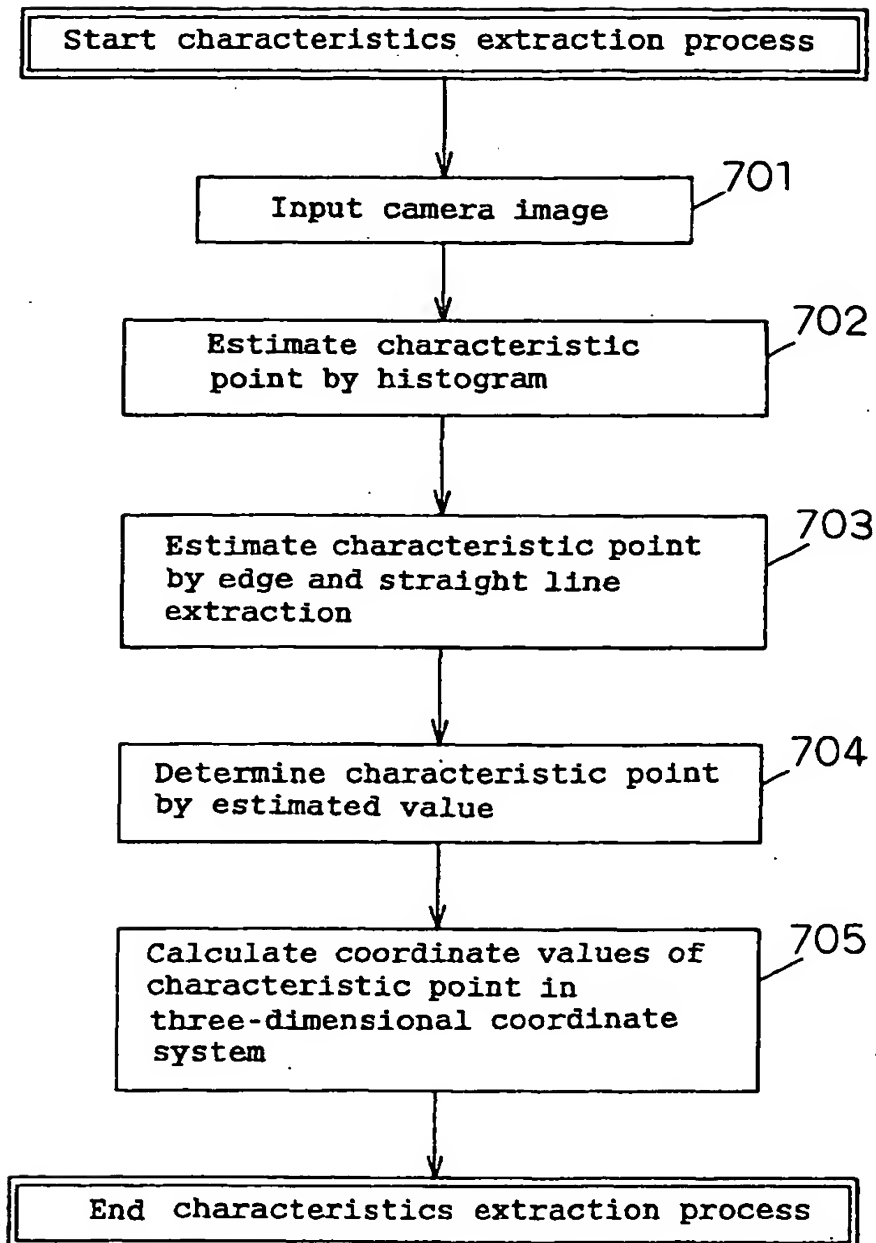 Start characteristics extraction process
701
Input camera image
702
Estimate characteristic
point by histogram
703
Estimate characteristic point
by edge and straight line
extraction
704
Determine characteristic point
by estimated value
705
Calculate coordinate values of
characteristic point in
three-dimensional coordinate
system
End characteristics extraction process